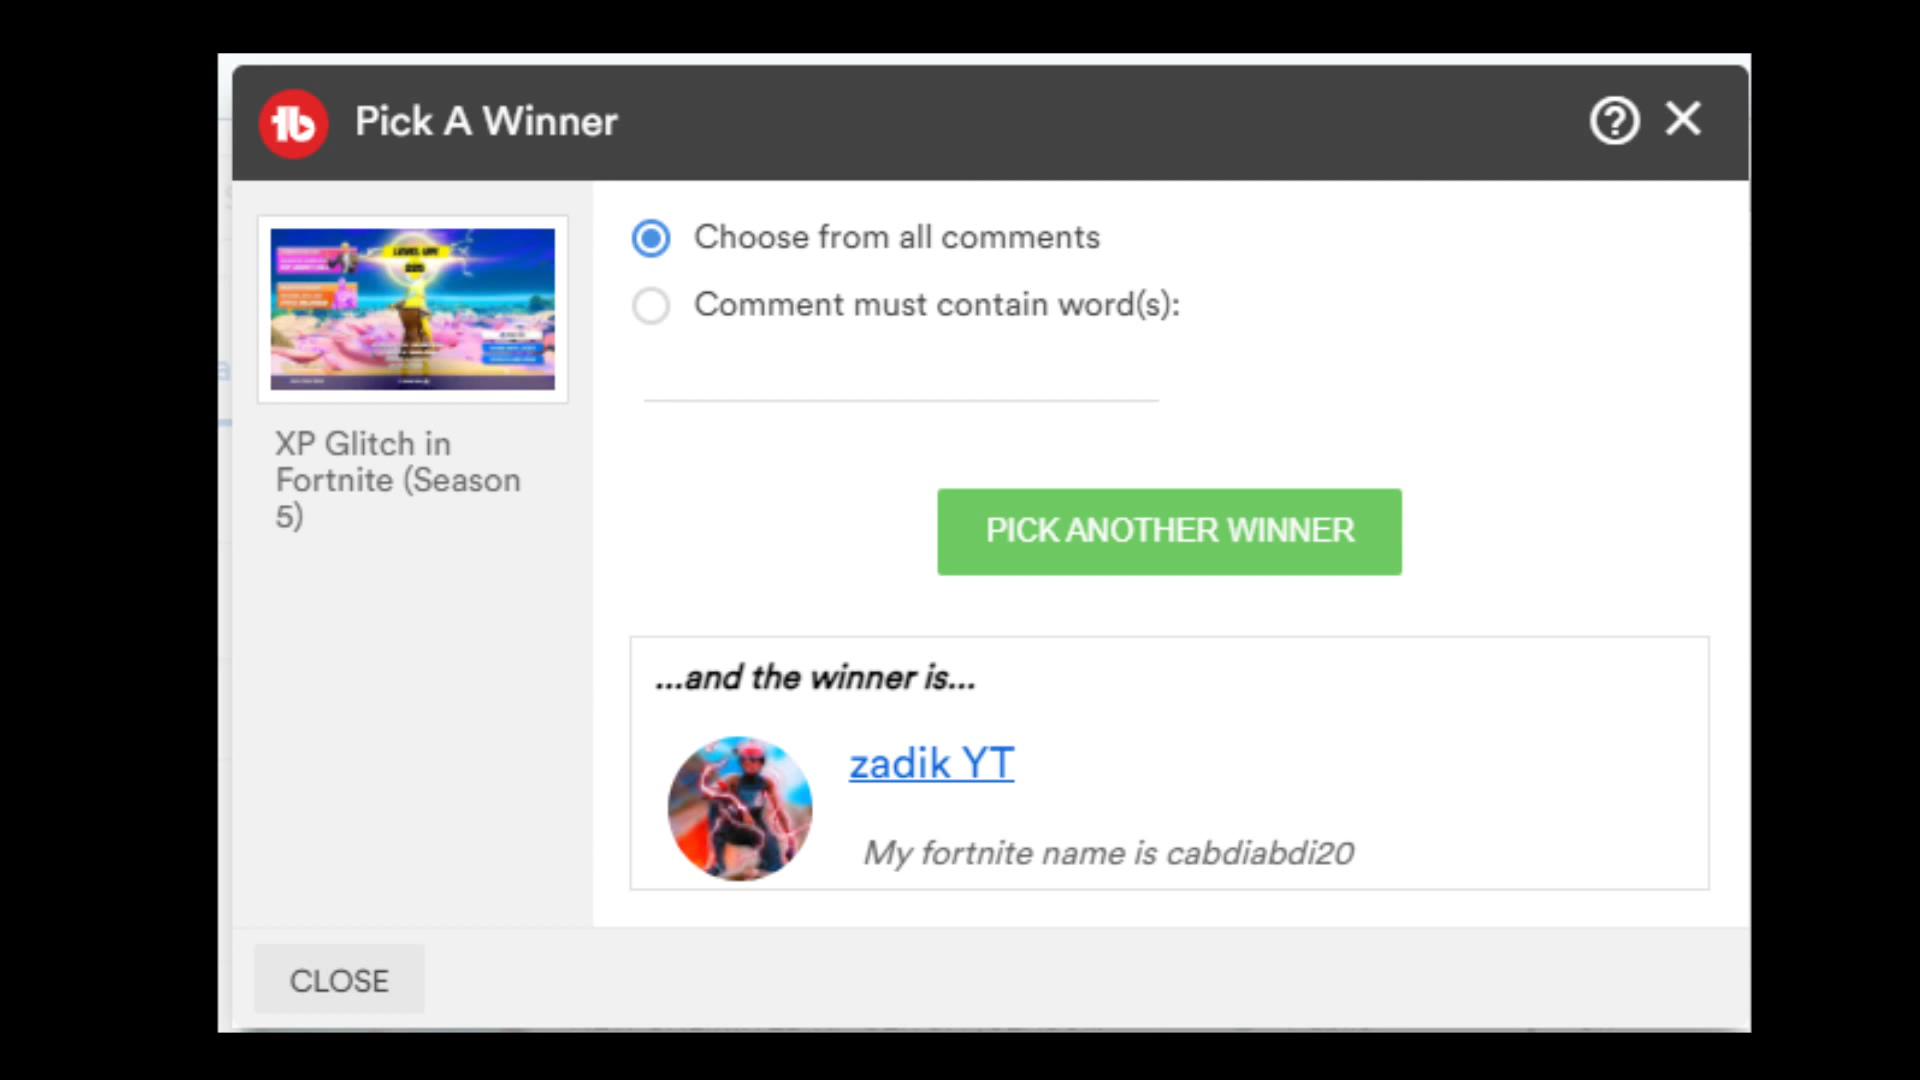 Pick A Winner
Choose from all comments
Comment must contain word(s):
XP Glitch in
Fortnite (Season
5)
PICK ANOTHER WINNER
...and the winner is...
zadik YT
My fortnite name is cabdiabdi20
CLOSE